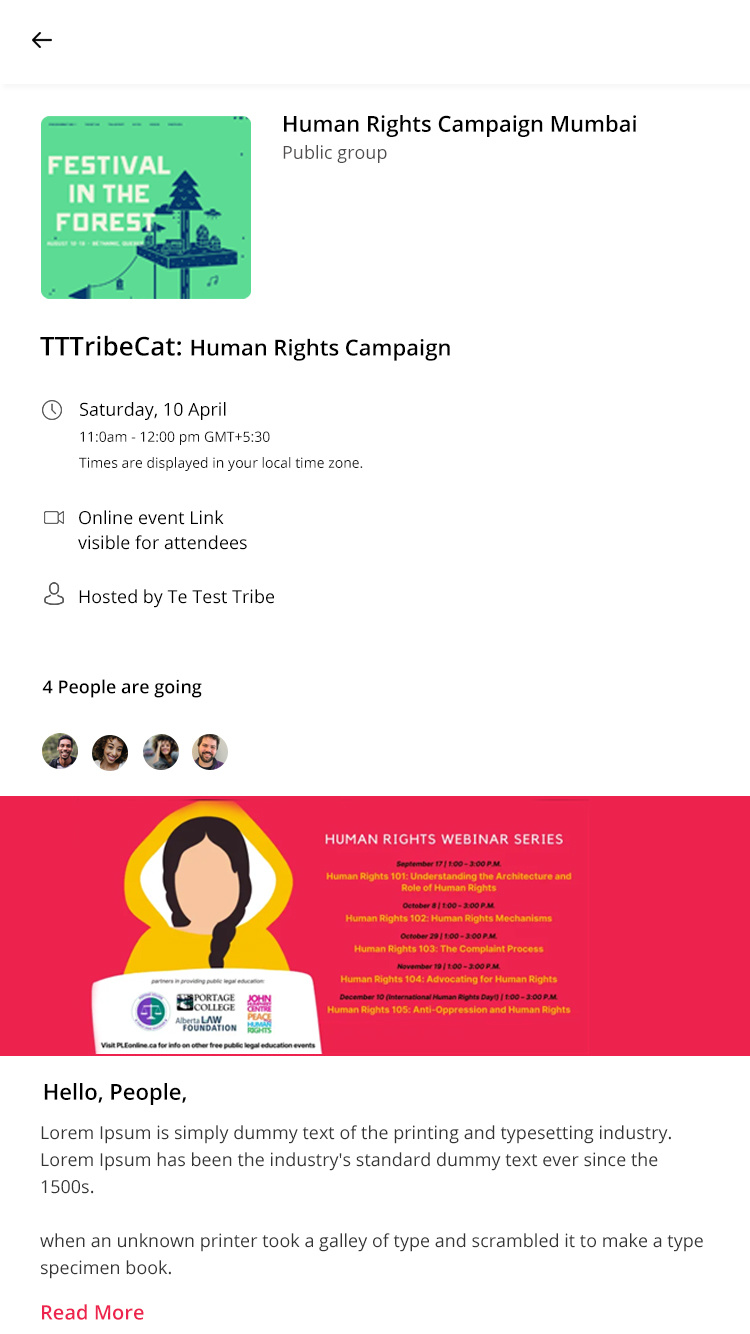 Human Rights Campaign Mumbai
Public group
FESTIVAL
IN THE
FOREST
TTTribeCat: Human Rights Campaign
Saturday, 10 April
11:0am - 12:00 pm GMT+5:30
Times are displayed in your local time zone.
Online event Link
visible for attendees
Hosted by Te Test Tribe
4 People are going
HUMAN RIGHTS WEBINAR SERIES
September 17 | 1:00 – 3:00 P.M.
Human Rights 101: Understanding the Architecture and
Role of Human Rights
October 8 | 1:00 – 3:00 P.M.
Human Rights 102: Human Rights Mechanisms
October 29 | 1:00 – 3:00 P.M.
Human Rights 103: The Complaint Process
November 19 | 1:00 – 3:00 P.M.
Human Rights 104: Advocating for Human Rights
December 10 (International Human Rights Day!) | 1:00 – 3:00 P.M.
Human Rights 105: Anti-Oppression and Human Rights
partners in providing public legal education:
PORTAGE
COLLEGE
Alberta LAW
FOUNDATION
JOHN
HUMPHREY
CENTRE
PEACE
HUMAN
RIGHTS
Visit PLEonline.ca for info on other free public legal education events
Hello, People,
Lorem Ipsum is simply dummy text of the printing and typesetting industry.
Lorem Ipsum has been the industry's standard dummy text ever since the
1500s.
when an unknown printer took a galley of type and scrambled it to make a type
specimen book.
Read More